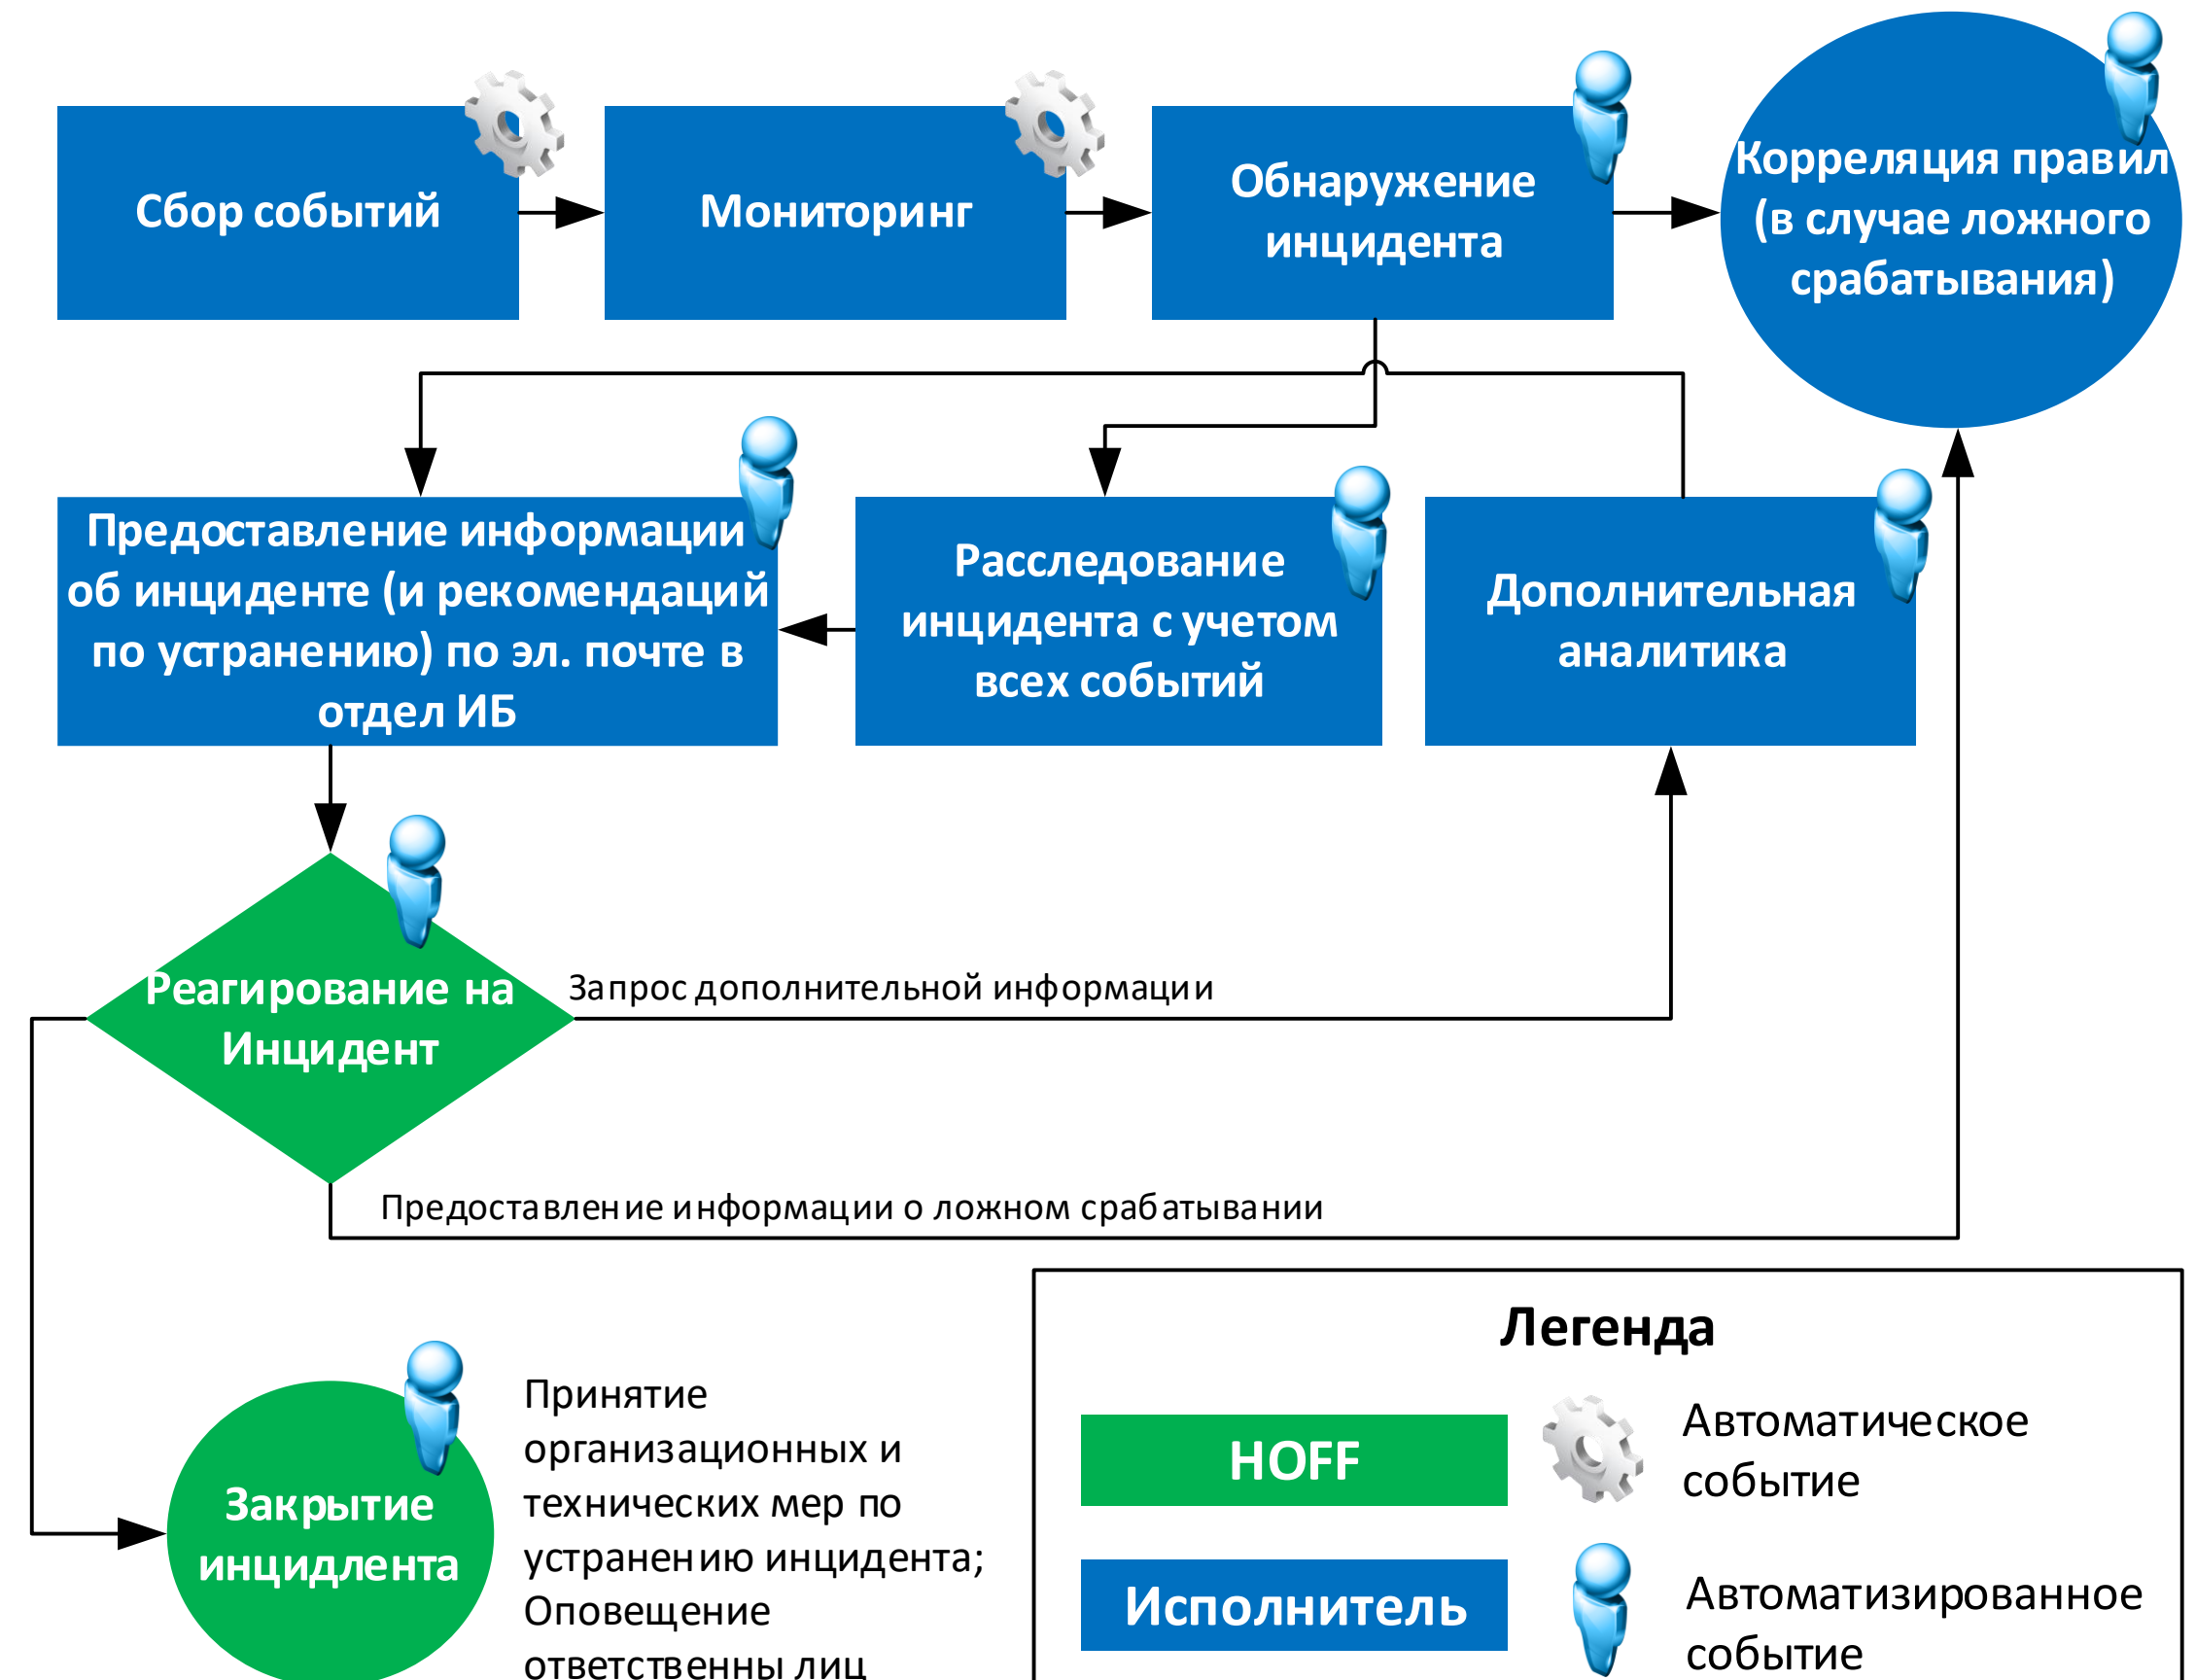 Сбор событий
Мониторинг
Обнаружение
инцидента
Корреляция правил
(в случае ложного
срабатывания)
Предоставление информации
об инциденте (и рекомендаций
по устранению) по эл. почте в
отдел ИБ
Расследование
инцидента с учетом
всех событий
Дополнительная
аналитика
Реагирование на
Инцидент
Запрос дополнительной информации
Предоставление информации о ложном срабатывании
Закрытие
инцидлента
Принятие
организационных и
технических мер по
устранению инцидента;
Оповещение
ответственны лиц
Легенда
HOFF
Автоматическое
событие
Исполнитель
Автоматизированное
событие